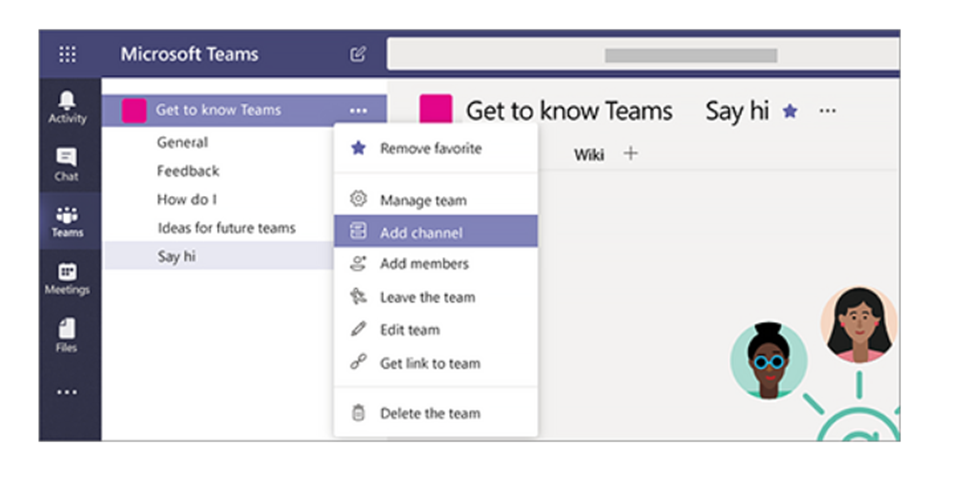 Microsoft Teams
Activity
Chat
Teams
Meetings
Files
Get to know Teams
General
Feedback
How do I
Ideas for future teams
Say hi
Get to know Teams Say hi
Wiki
Remove favorite
Manage team
Add channel
Add members
Leave the team
Edit team
Get link to team
Delete the team